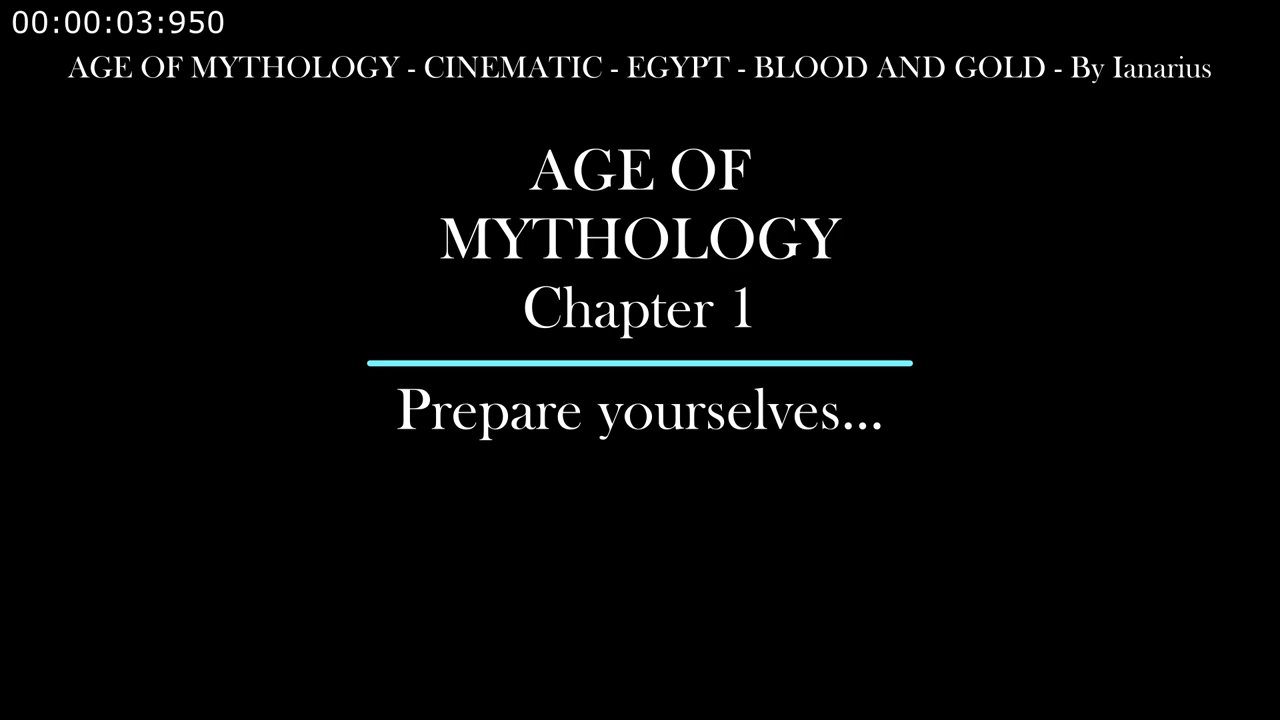 00:00:03:950
AGE OF MYTHOLOGY - CINEMATIC - EGYPT - BLOOD AND GOLD - By Ianarius
AGE OF
MYTHOLOGY
Chapter 1
Prepare yourselves...